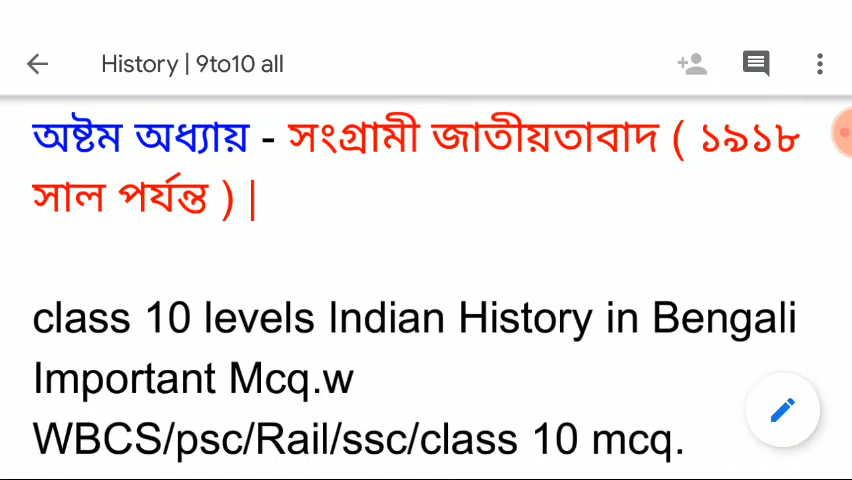 History | 9to10 all
অষ্টম অধ্যায় - সংগ্রামী জাতীয়তাবাদ ( ১৯১৮
সাল পর্যন্ত ) |
class 10 levels Indian History in Bengali
Important Mcq.w
WBCS/psc/Rail/ssc/class 10 mcq.